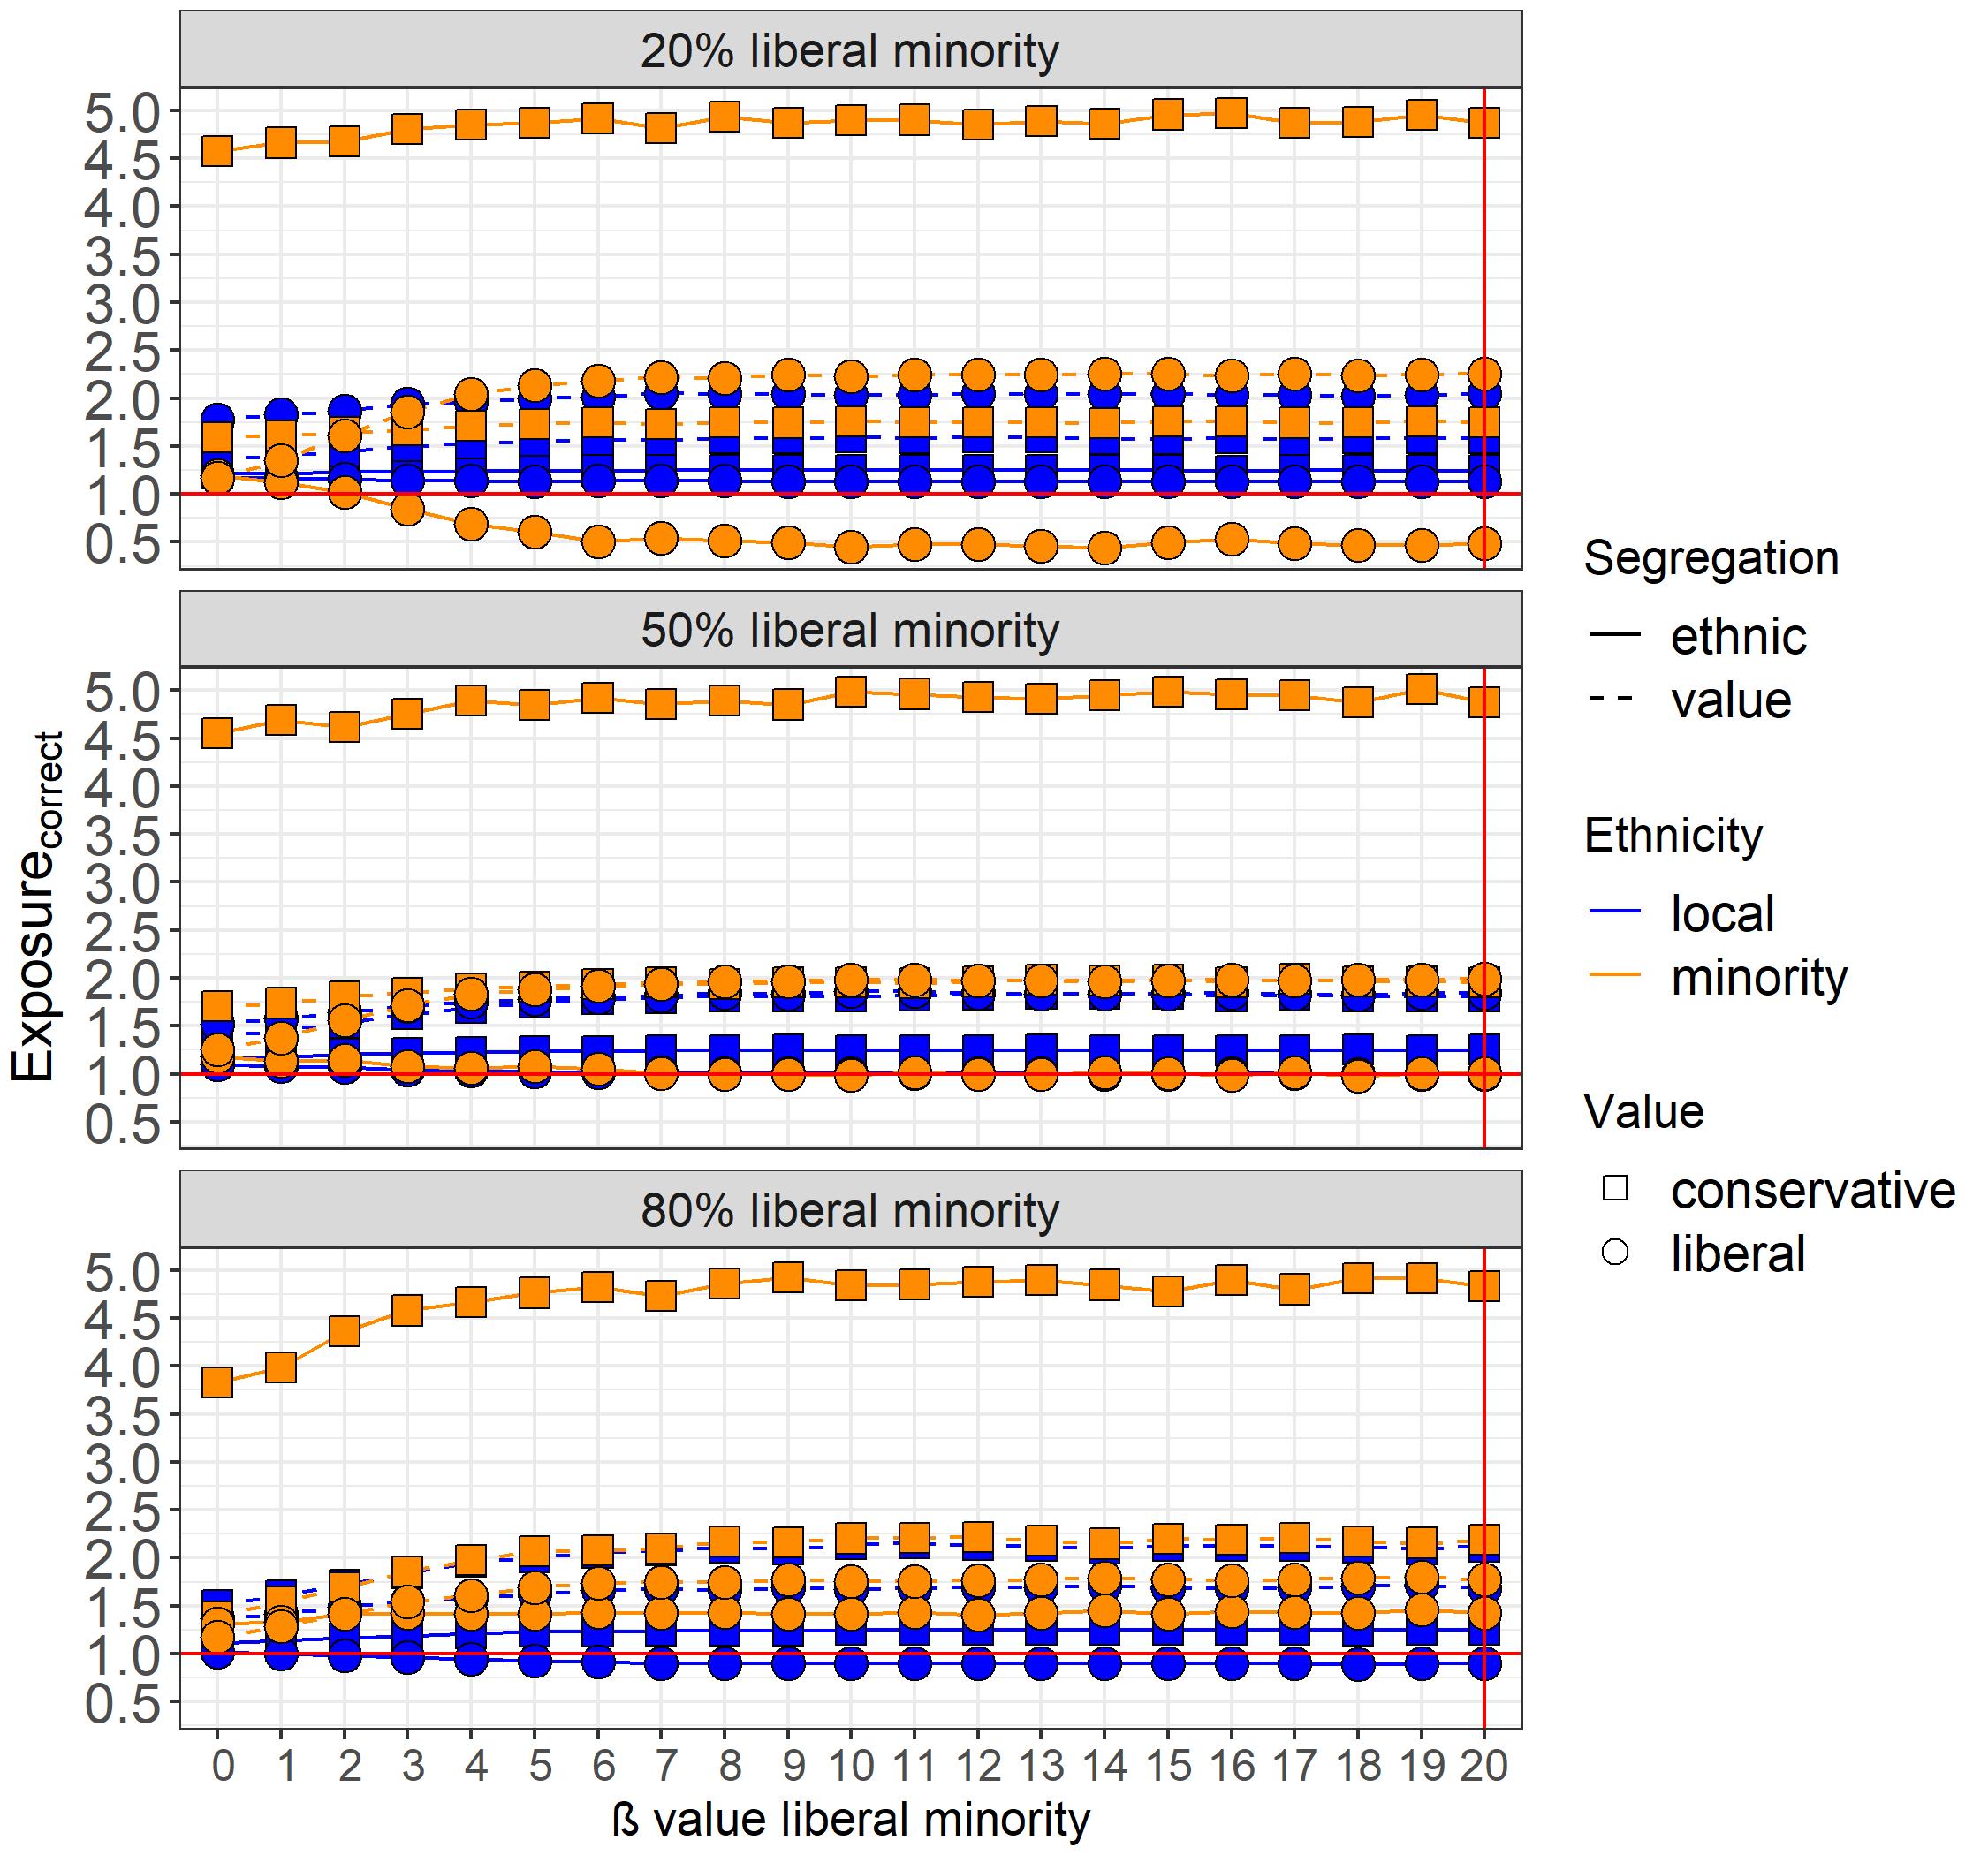 20% liberal minority
5.0
4.5
4.0
3.5
3.0
2.5
2.0
1.5
1.0
0.5
50% liberal minority
5.0
4.5
4.0
3.5
3.0
2.5
2.0
1.5
1.0
0.5
80% liberal minority
5.0
4.5
4.0
3.5
3.0
2.5
2.0
1.5
1.0
0.5
0 1 2 3 4 5 6 7 8 9 10 11 12 13 14 15 16 17 18 19 20
ß value liberal minority
Exposurecorrect
Segregation
ethnic
value
Ethnicity
local
minority
Value
conservative
liberal